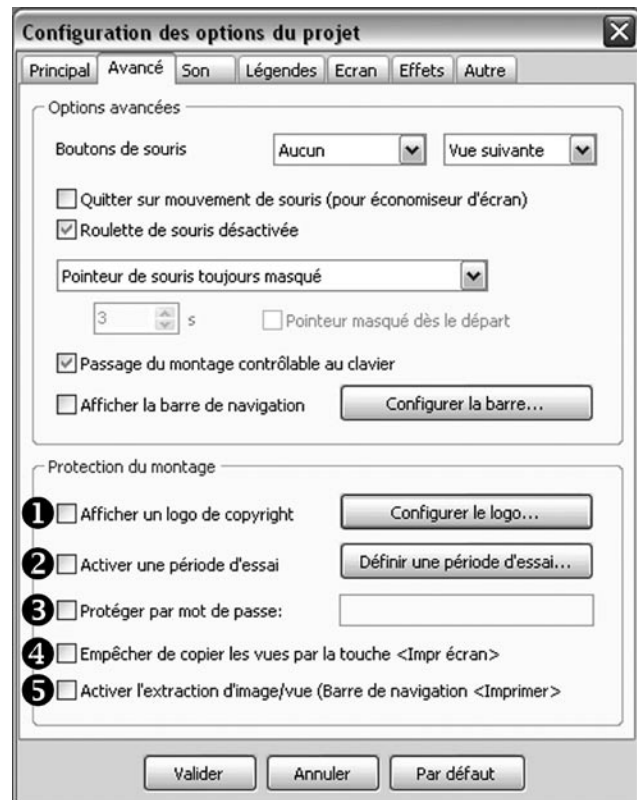 Configuration des options du projet
Principal Avancé Son Légendes Ecran Effets Autre
Options avancées
Boutons de souris Aucun Vue suivante
Quitter sur mouvement de souris (pour économiseur d'écran)
Roulette de souris désactivée
Pointeur de souris toujours masqué
3 s Pointeur masqué dès le départ
Passage du montage contrôlable au clavier
Afficher la barre de navigation Configurer la barre...
Protection du montage
1 Afficher un logo de copyright Configurer le logo...
2 Activer une période d'essai Définir une période d'essai...
3 Protéger par mot de passe:
4 Empêcher de copier les vues par la touche <Impr écran>
5 Activer l'extraction d'image/vue (Barre de navigation <Imprimer>
Valider Annuler Par défaut